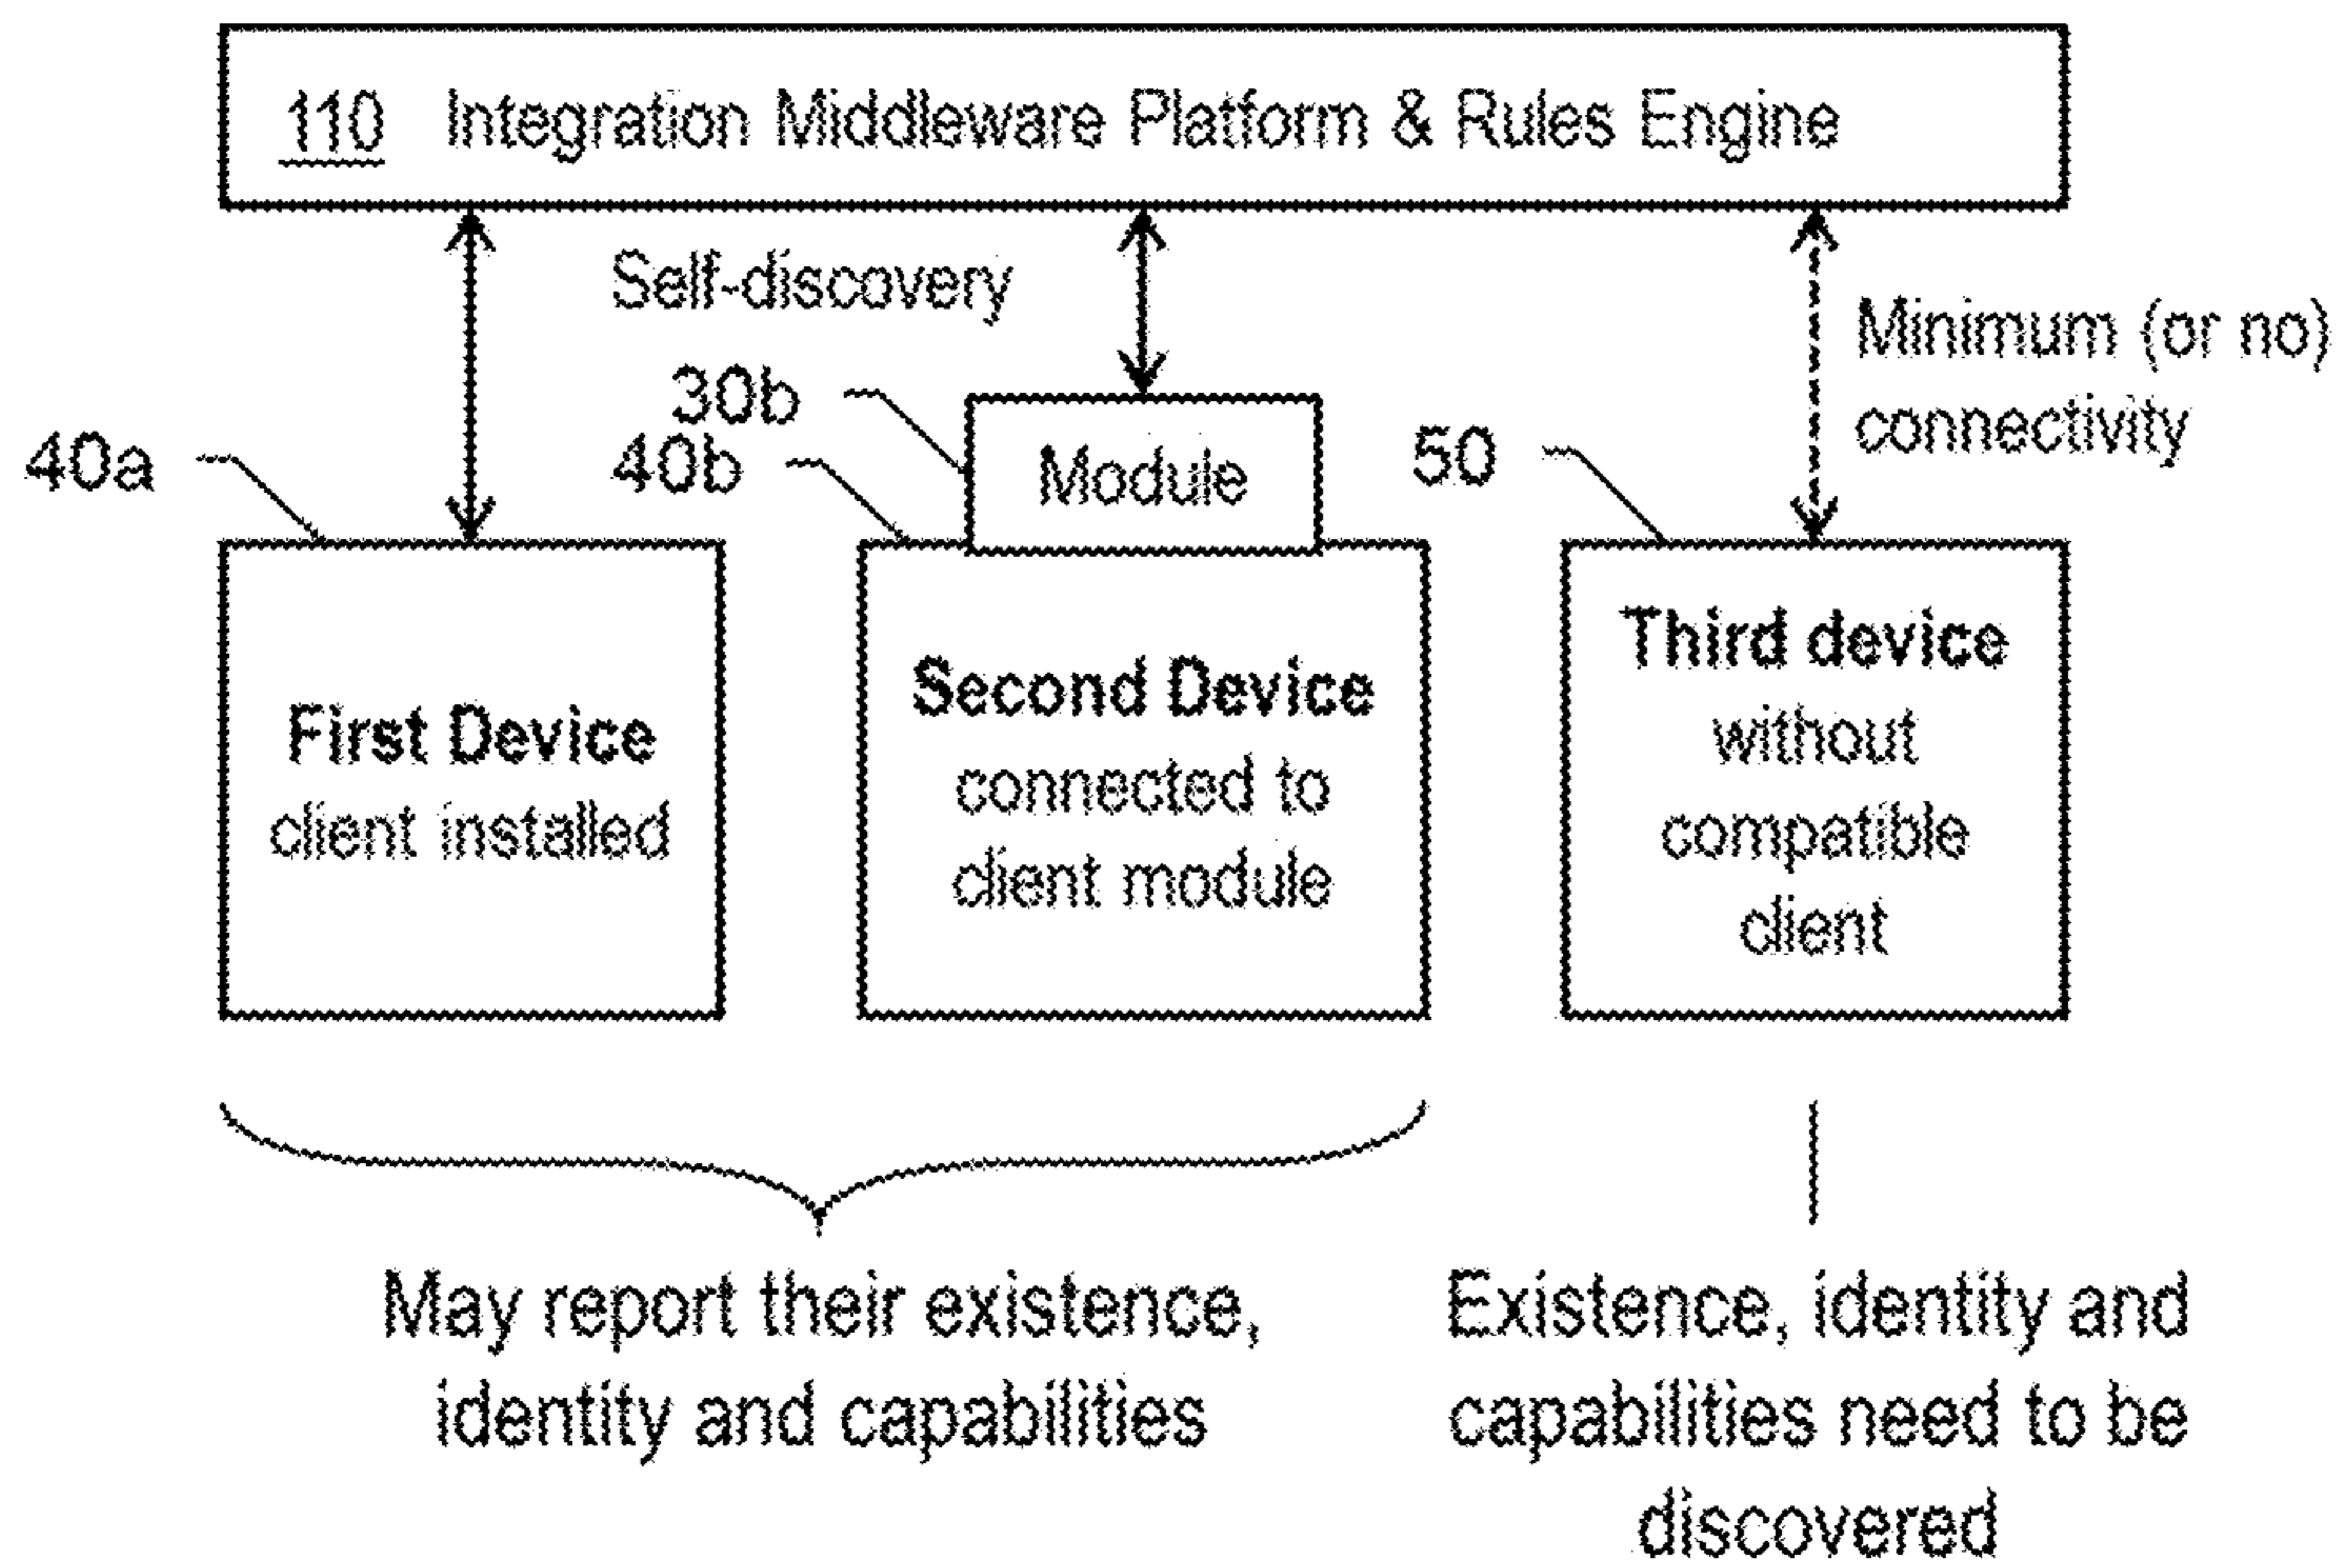 110 Integration Middleware Platform & Rules Engine
Self-discovery
Minimum (or no)
connectivity
40a
30b
40b
50
Module
First Device
client installed
Second Device
connected to
client module
Third device
without
compatible
client
May report their existence,
identity and capabilities
Existence, identity and
capabilities need to be
discovered